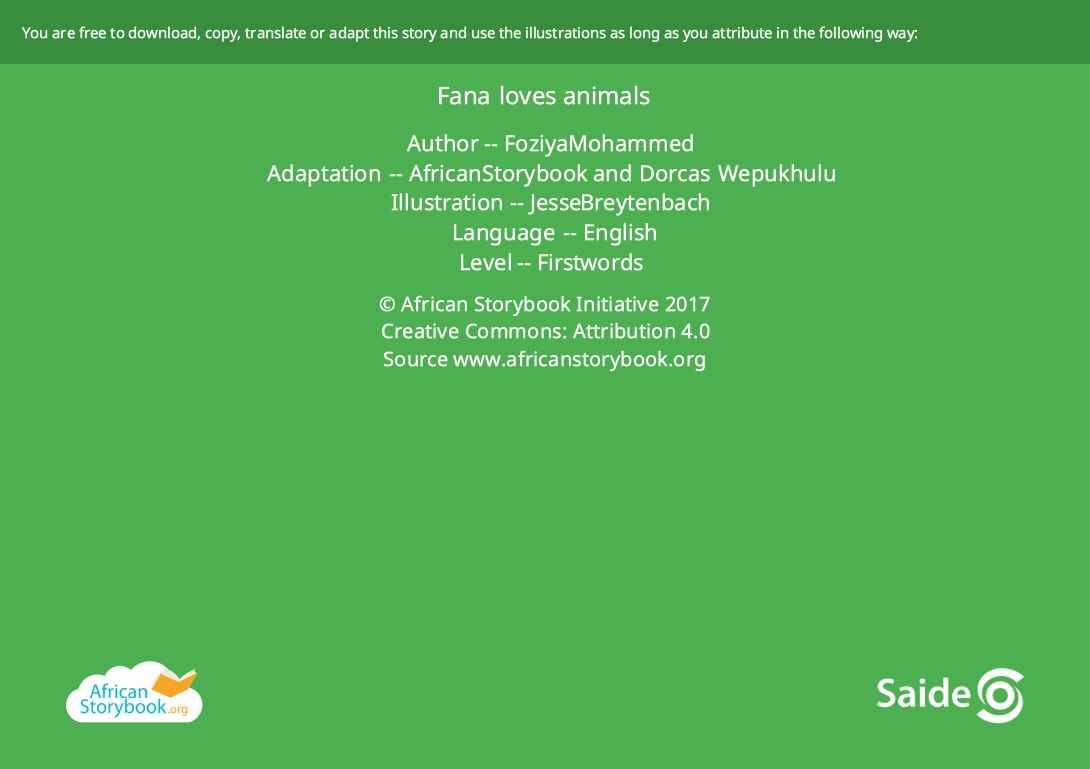 You are free to download, copy, translate or adapt this story and use the illustrations as long as you attribute in the following way:
Fana loves animals
Author -- FoziyaMohammed
Adaptation -- AfricanStorybook and Dorcas Wepukhulu
Illustration -- JesseBreytenbach
Language -- English
Level -- Firstwords
© African Storybook Initiative 2017
Creative Commons: Attribution 4.0
Source www.africanstorybook.org
African
Storybook.org
Saide